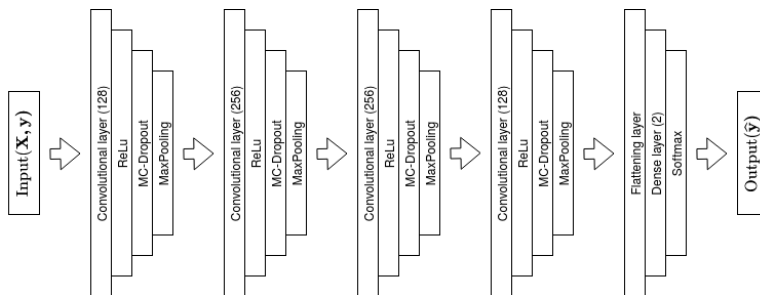 Input(X, y)
Convolutional layer (128)
ReLu
MC-Dropout
MaxPooling
Convolutional layer (256)
ReLu
MC-Dropout
MaxPooling
Convolutional layer (256)
ReLu
MC-Dropout
MaxPooling
Convolutional layer (128)
ReLu
MC-Dropout
MaxPooling
Flattening layer
Dense layer (2)
Softmax
Output(ŷ)